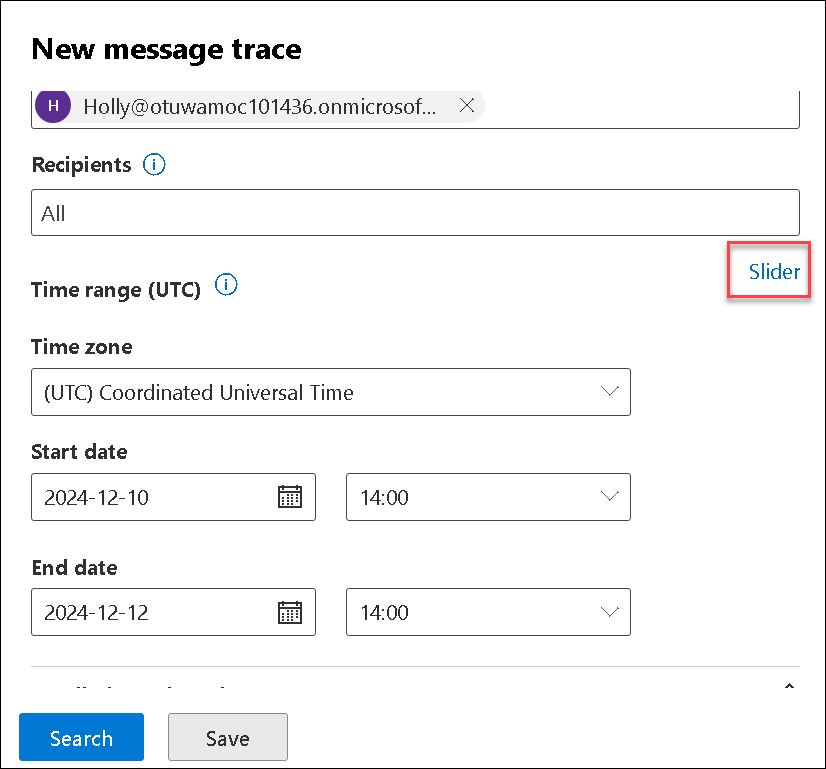 New message trace
H Holly@otuwamoc101436.onmicrosof...
Recipients
All
Slider
Time range (UTC)
Time zone
(UTC) Coordinated Universal Time
Start date
2024-12-10 14:00
End date
2024-12-12 14:00
Search Save